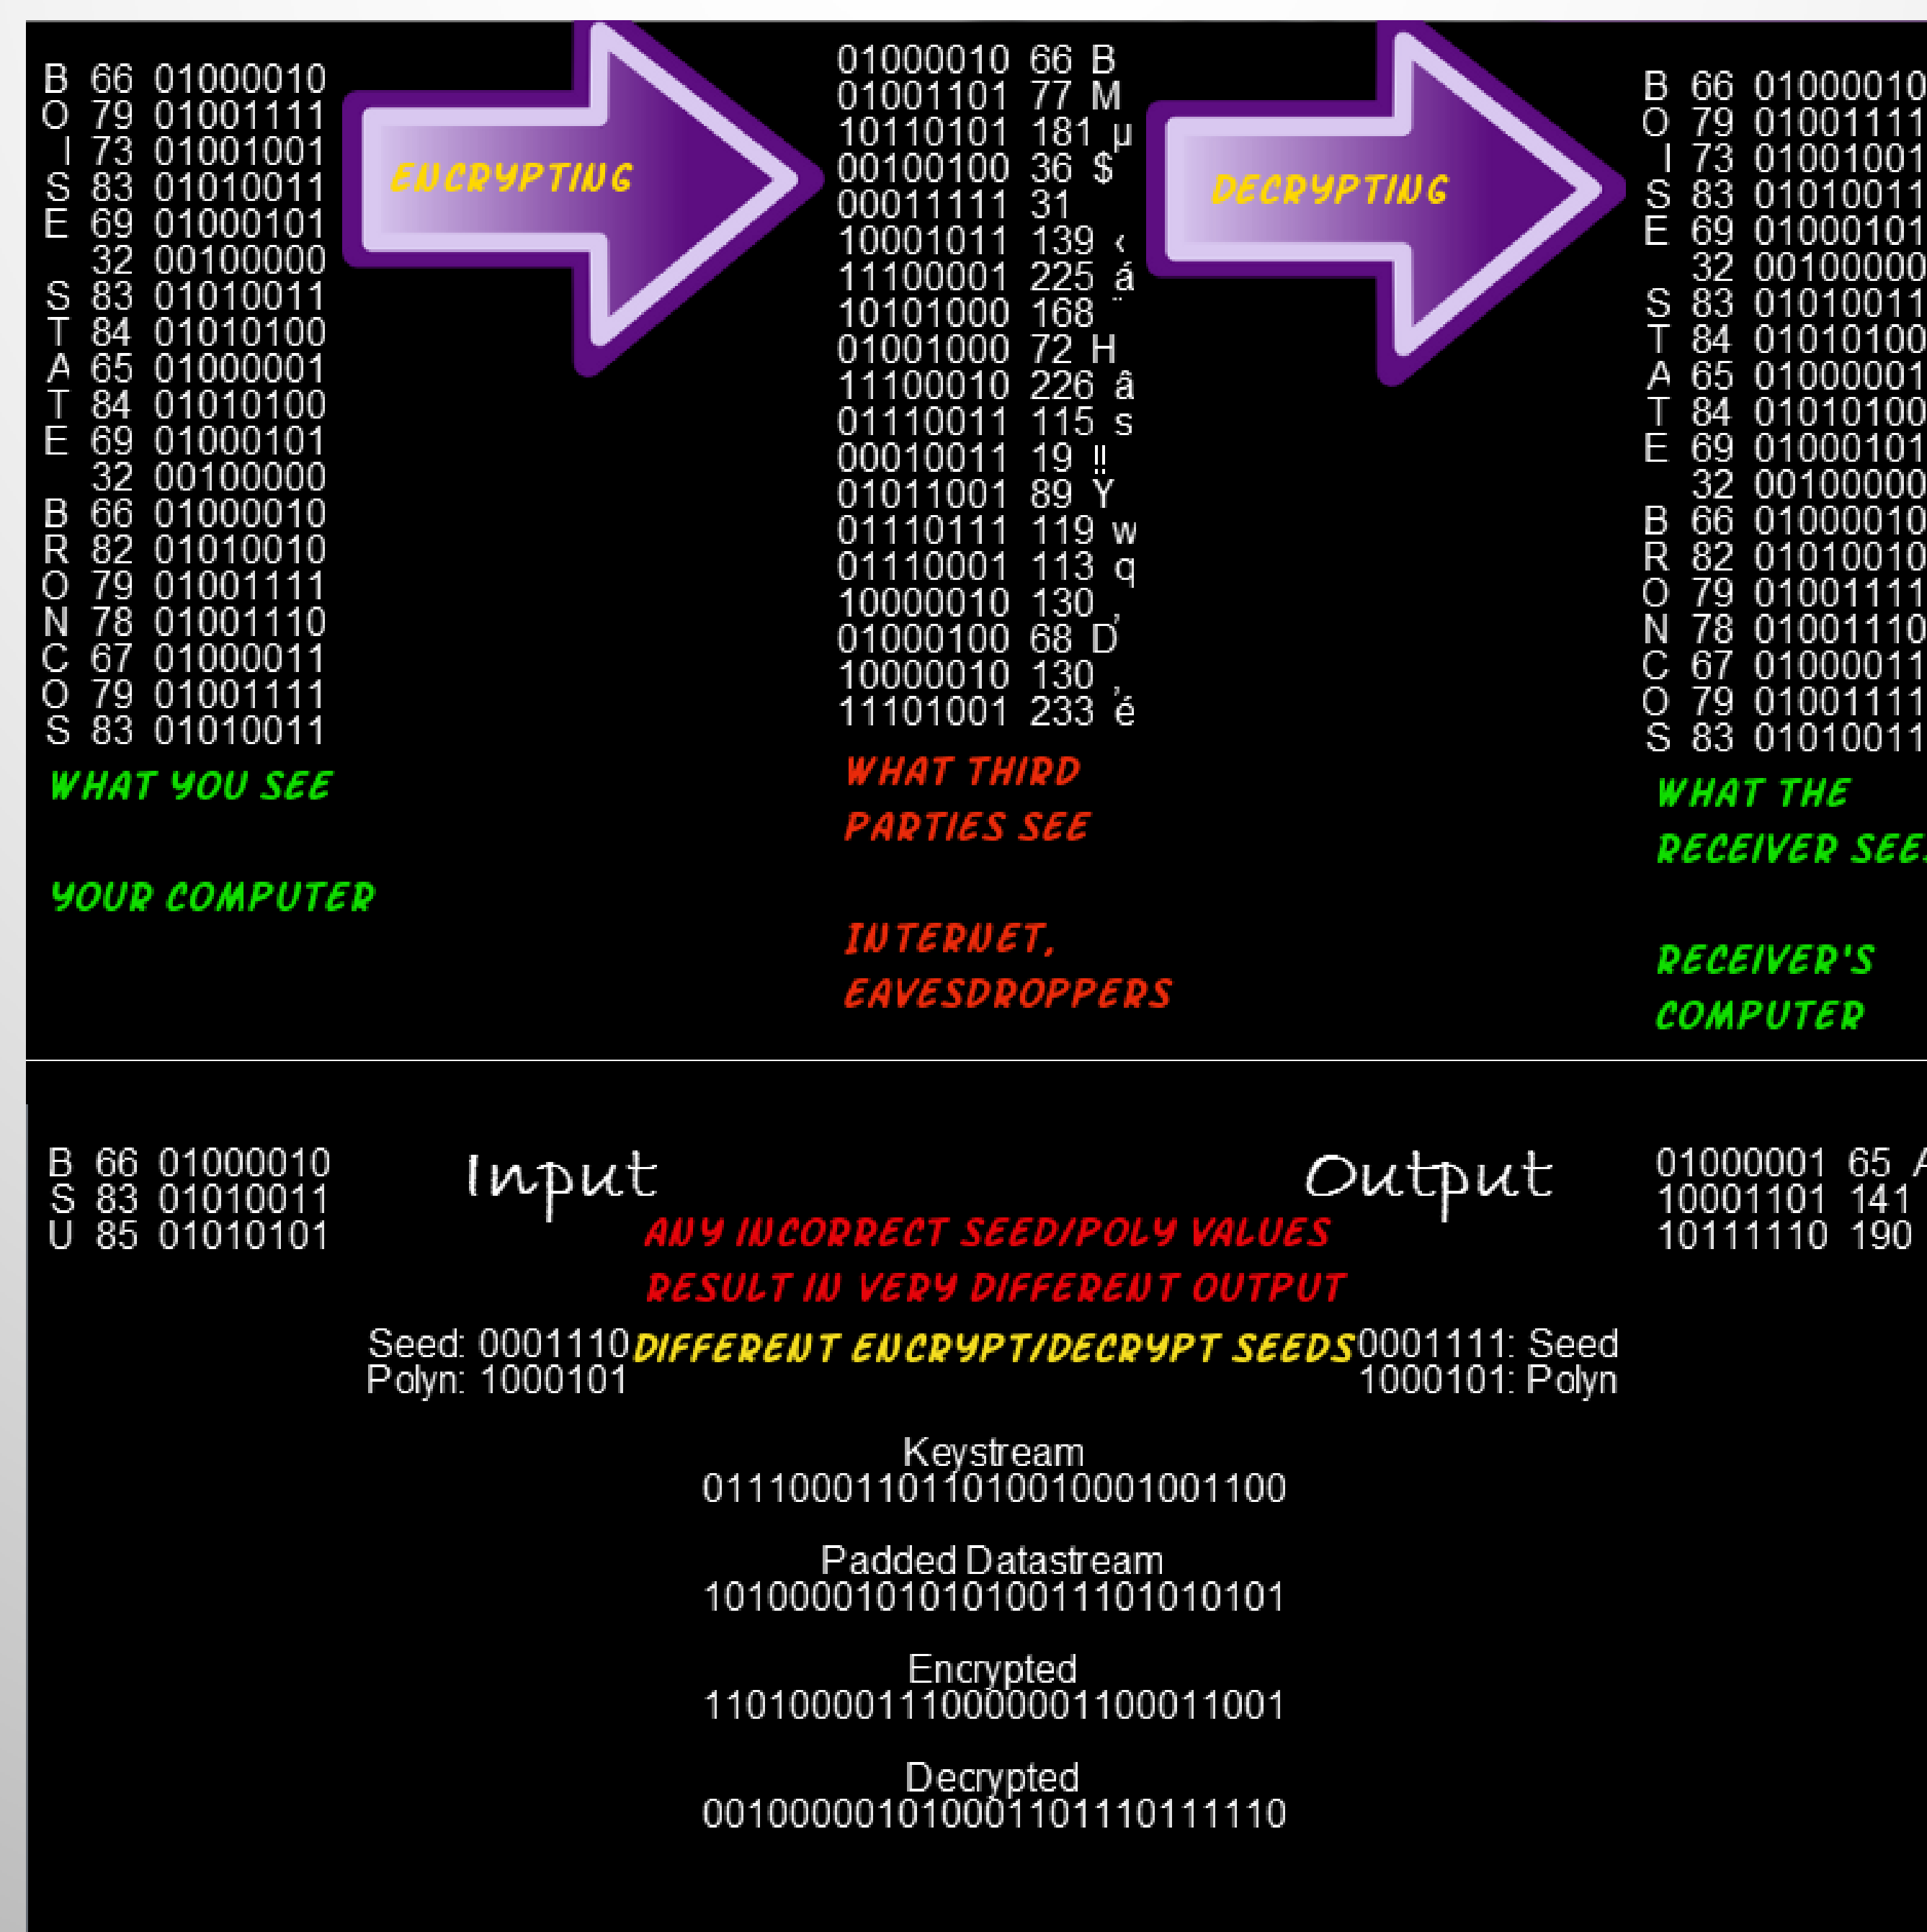 B 66 01000010
O 79 01001111
I 73 01001001
S 83 01010011
E 69 01000101
32 00100000
S 83 01010011
T 84 01010100
A 65 01000001
T 84 01010100
E 69 01000101
32 00100000
B 66 01000010
R 82 01010010
O 79 01001111
N 78 01001110
C 67 01000011
O 79 01001111
S 83 01010011
WHAT YOU SEE
YOUR COMPUTER
ENCRYPTING
01000010 66 B
01001101 77 M
10110101 181 µ
00100100 36 $
00011111 31
10001011 139 ‹
11100001 225 á
10101000 168 ¨
01001000 72 H
11100010 226 â
01110011 115 s
00010011 19 ‼
01011001 89 Y
01110111 119 w
01110001 113 q
10000010 130 ‚
01000100 68 D
10000010 130 ‚
11101001 233 é
WHAT THIRD
PARTIES SEE
INTERNET,
EAVESDROPPERS
DECRYPTING
B 66 01000010
O 79 01001111
I 73 01001001
S 83 01010011
E 69 01000101
32 00100000
S 83 01010011
T 84 01010100
A 65 01000001
T 84 01010100
E 69 01000101
32 00100000
B 66 01000010
R 82 01010010
O 79 01001111
N 78 01001110
C 67 01000011
O 79 01001111
S 83 01010011
WHAT THE
RECEIVER SEES
RECEIVER'S
COMPUTER
B 66 01000010
S 83 01010011
U 85 01010101
Input
Output
01000001 65 A
10001101 141
10111110 190
ANY INCORRECT SEED/POLY VALUES
RESULT IN VERY DIFFERENT OUTPUT
Seed: 0001110 DIFFERENT ENCRYPT/DECRYPT SEEDS 0001111: Seed
Polyn: 1000101 1000101: Polyn
Keystream
011100011011010010001001100
Padded Datastream
101000010101010011101010101
Encrypted
110100001110000001100011001
Decrypted
001000001010001101110111110